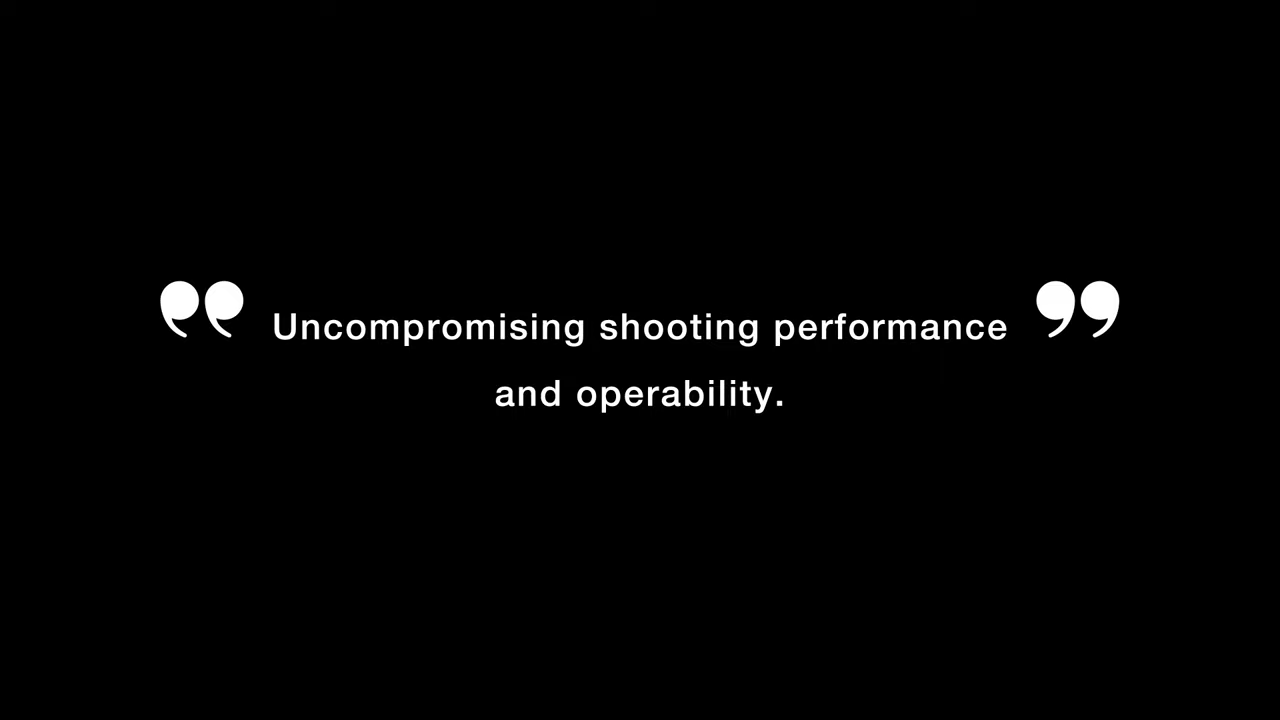 ❝ Uncompromising shooting performance ❞
and operability.